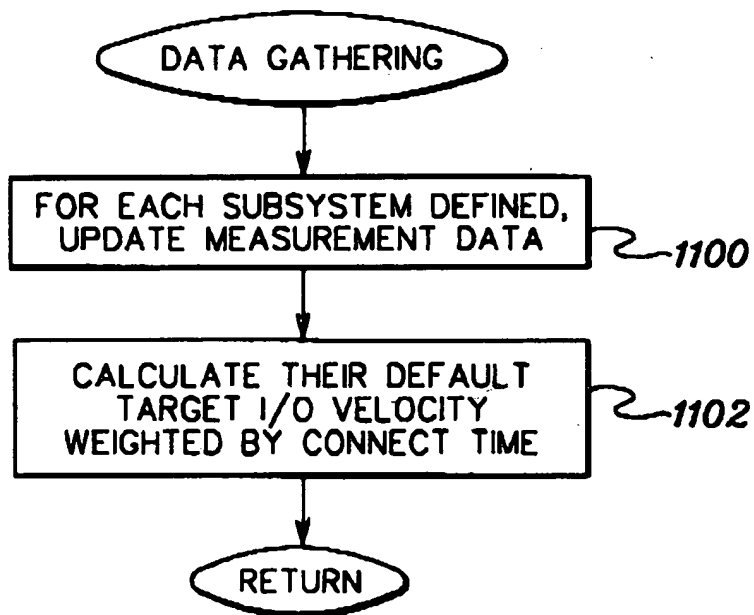 DATA GATHERING
FOR EACH SUBSYSTEM DEFINED,
UPDATE MEASUREMENT DATA
1100
CALCULATE THEIR DEFAULT
TARGET I/O VELOCITY
WEIGHTED BY CONNECT TIME
1102
RETURN